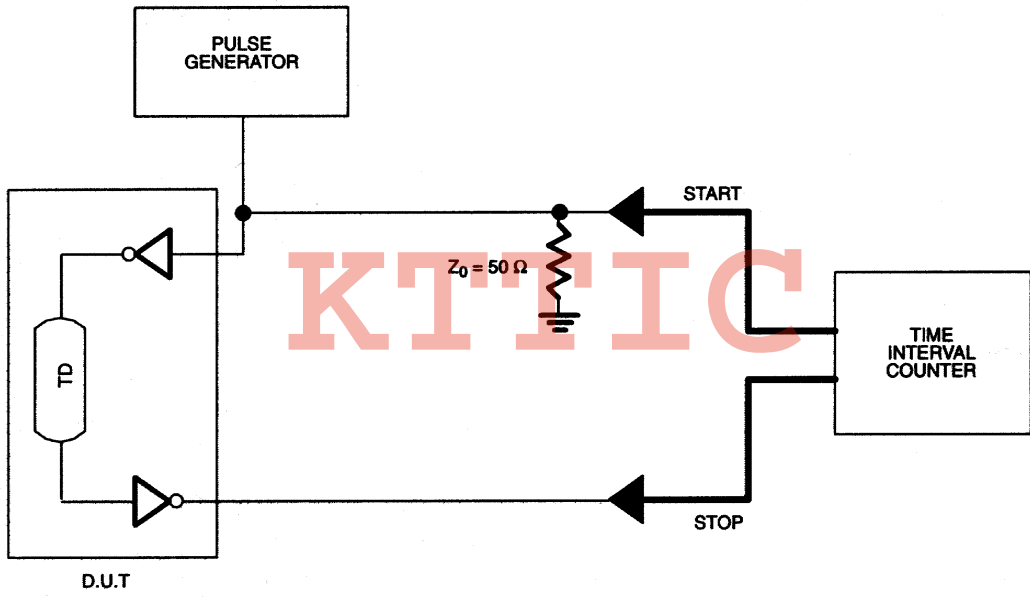 PULSE
GENERATOR
START
Z0 = 50 Ω
KTTIC
TIME
INTERVAL
COUNTER
TD
STOP
D.U.T